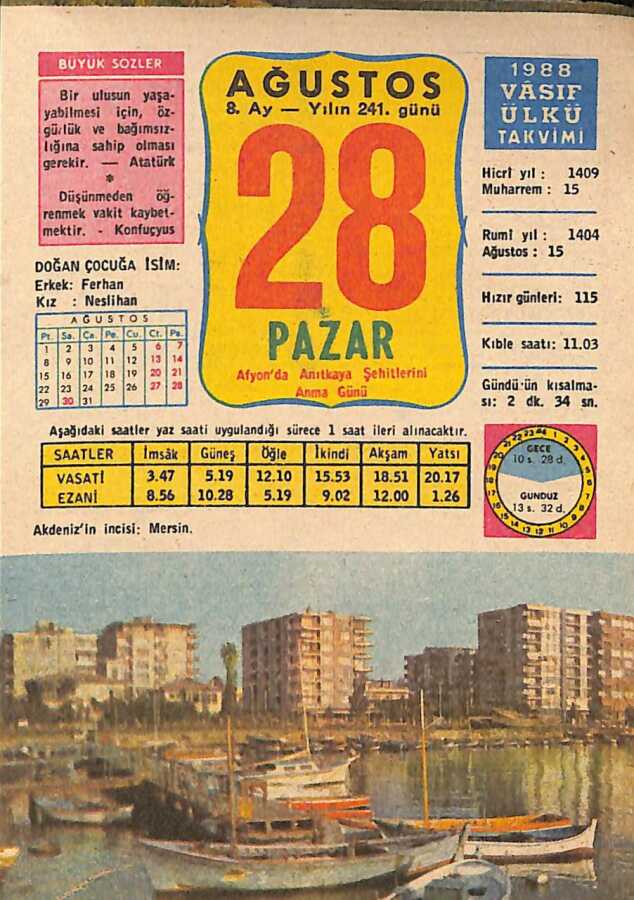 BÜYÜK SÖZLER
Bir ulusun yaşa-
yabilmesi için, öz-
gürlük ve bağımsız-
lığına sahip olması
gerekir. — Atatürk
*
Düşünmeden öğ-
renmek vakit kaybet-
mektir. - Konfuçyus
DOĞAN ÇOCUĞA İSİM:
Erkek: Ferhan
Kız : Neslihan
AĞUSTOS
Pt. Sa. Ça. Pe. Cu. Ct. Pa.
1 2 3 4 5 6 7
8 9 10 11 12 13 14
15 16 17 18 19 20 21
22 23 24 25 26 27 28
29 30 31
AĞUSTOS
8. Ay — Yılın 241. günü
28
PAZAR
Afyon'da Anıtkaya Şehitlerini
Anma Günü
1988
VÂSIF
ÜLKÜ
TAKVİMİ
Hicrî yıl : 1409
Muharrem : 15
Rumî yıl : 1404
Ağustos : 15
Hızır günleri: 115
Kıble saatı: 11.03
Gündü·ün kısalma-
sı: 2 dk. 34 sn.
Aşağıdaki saatler yaz saati uygulandığı sürece 1 saat ileri alınacaktır.
SAATLER İmsâk Güneş Öğle İkindi Akşam Yatsı
VASATİ 3.47 5.19 12.10 15.53 18.51 20.17
EZANİ 8.56 10.28 5.19 9.02 12.00 1.26
GECE
10 s. 28 d.
GÜNDÜZ
13 s. 32 d.
Akdeniz'in incisi: Mersin.